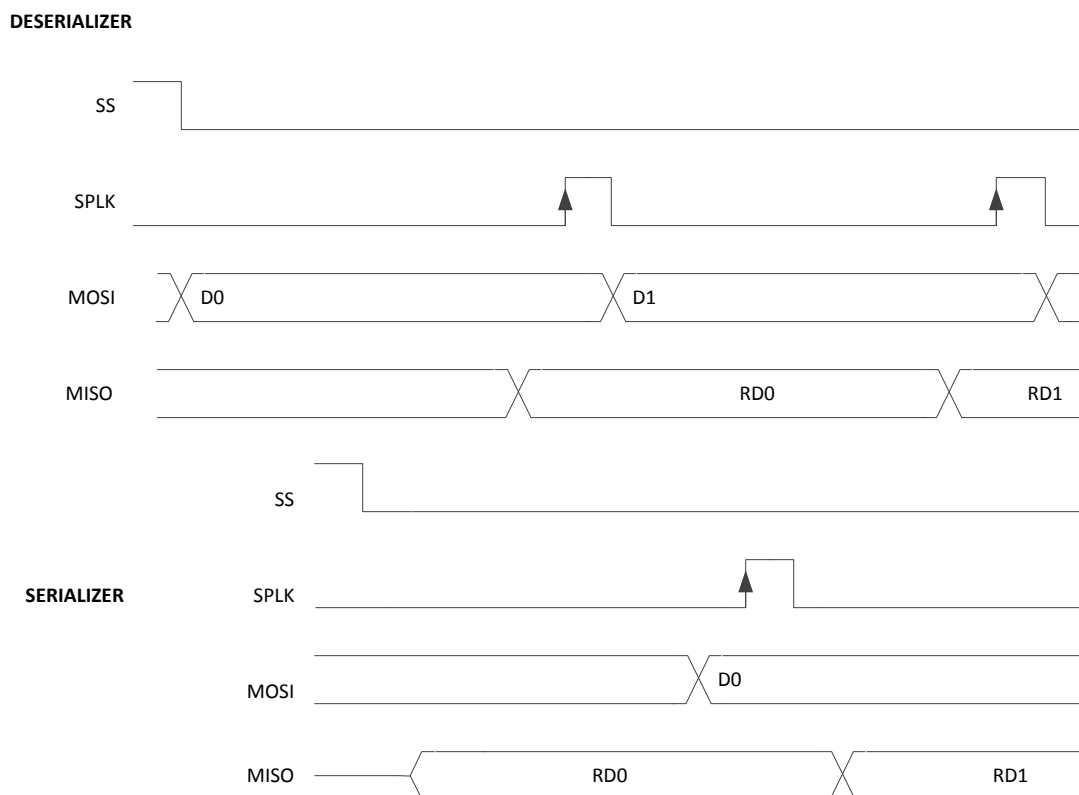 DESERIALIZER
SS
SPLK
MOSI D0 D1
MISO RD0 RD1
SS
SERIALIZER SPLK
MOSI D0
MISO RD0 RD1